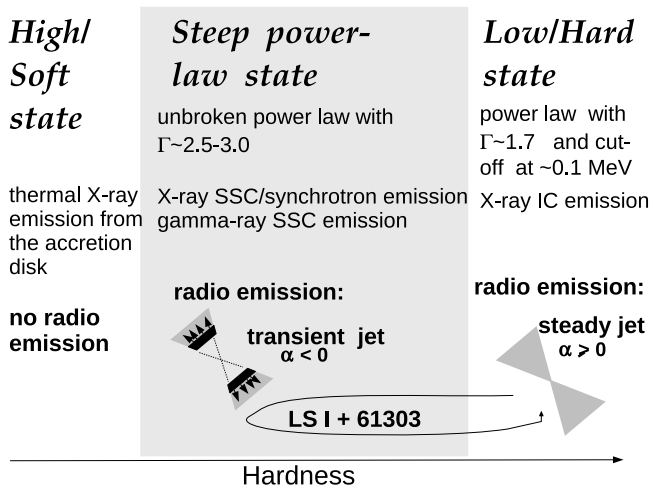 High/
Soft
state
thermal X-ray
emission from
the accretion
disk
no radio
emission
Steep power-
law state
unbroken power law with
Γ~2.5-3.0
X-ray SSC/synchrotron emission
gamma-ray SSC emission
radio emission:
transient jet
α < 0
Low/Hard
state
power law with
Γ~1.7 and cut-
off at ~0.1 MeV
X-ray IC emission
radio emission:
steady jet
α ⩾ 0
LS I + 61303
Hardness